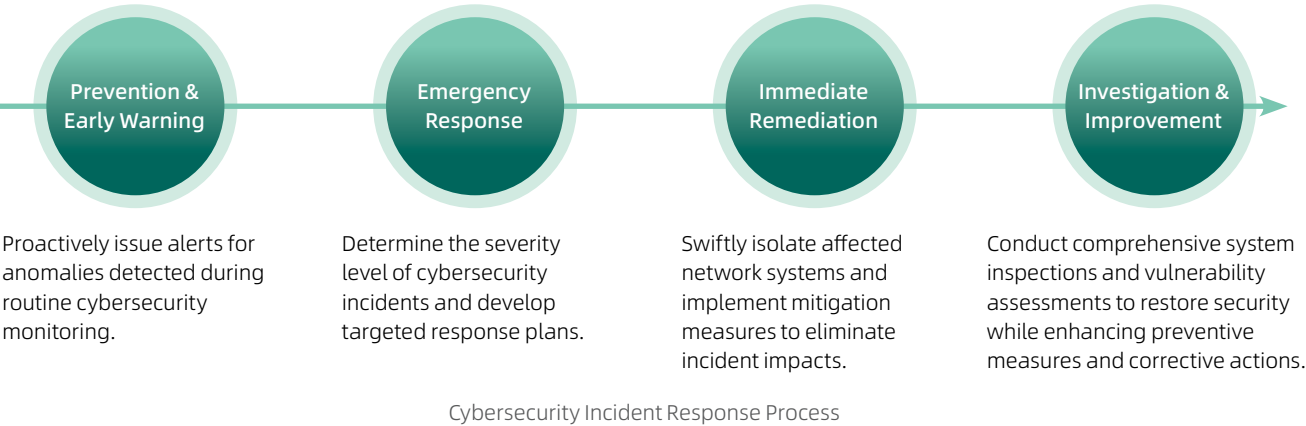 Prevention &
Early Warning
Emergency
Response
Immediate
Remediation
Investigation &
Improvement
Proactively issue alerts for
anomalies detected during
routine cybersecurity
monitoring.
Determine the severity
level of cybersecurity
incidents and develop
targeted response plans.
Swiftly isolate affected
network systems and
implement mitigation
measures to eliminate
incident impacts.
Conduct comprehensive system
inspections and vulnerability
assessments to restore security
while enhancing preventive
measures and corrective actions.
Cybersecurity Incident Response Process